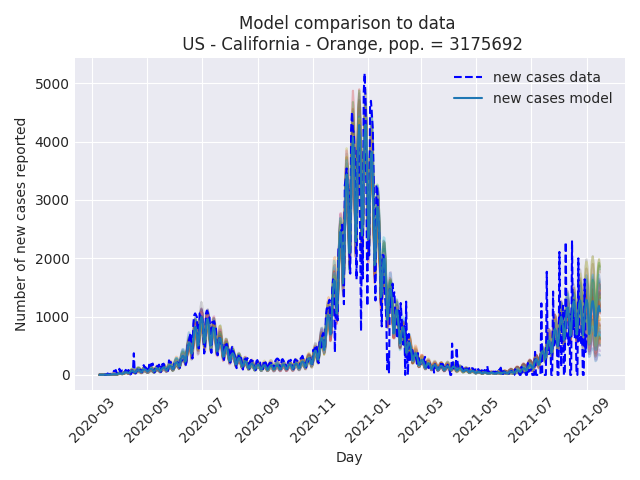 Model comparison to data
US - California - Orange, pop. = 3175692
new cases data
new cases model
Number of new cases reported
5000
4000
3000
2000
1000
0
2020-03
2020-05
2020-07
2020-09
2020-11
2021-01
2021-03
2021-05
2021-07
2021-09
Day